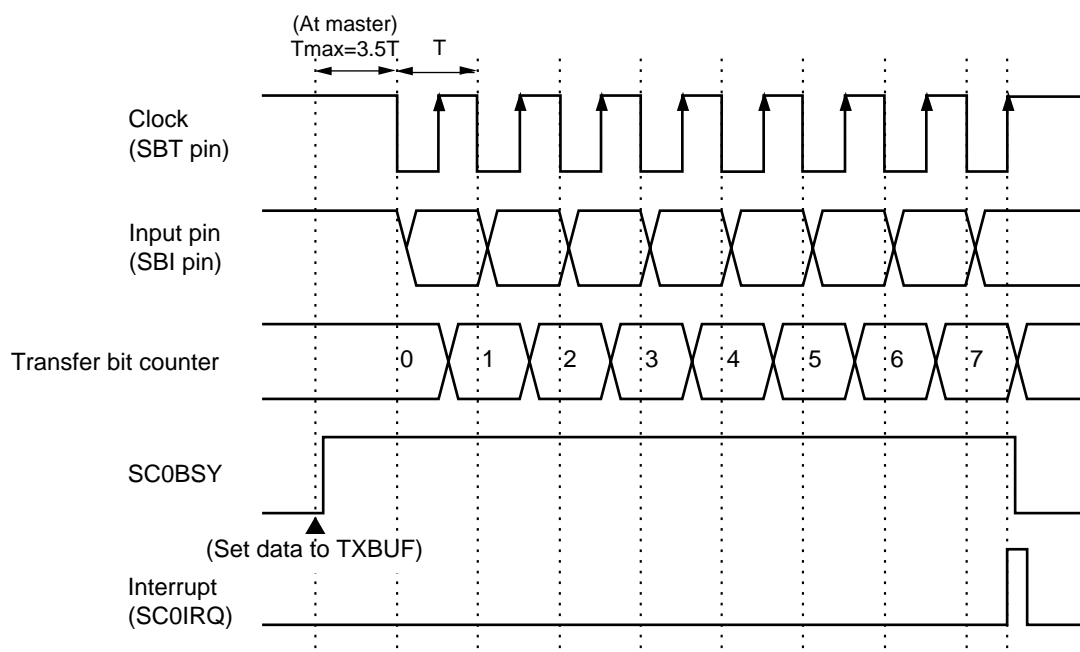 (At master)
Tmax=3.5T
T
Clock
(SBT pin)
Input pin
(SBI pin)
Transfer bit counter
0 1 2 3 4 5 6 7
SC0BSY
(Set data to TXBUF)
Interrupt
(SC0IRQ)